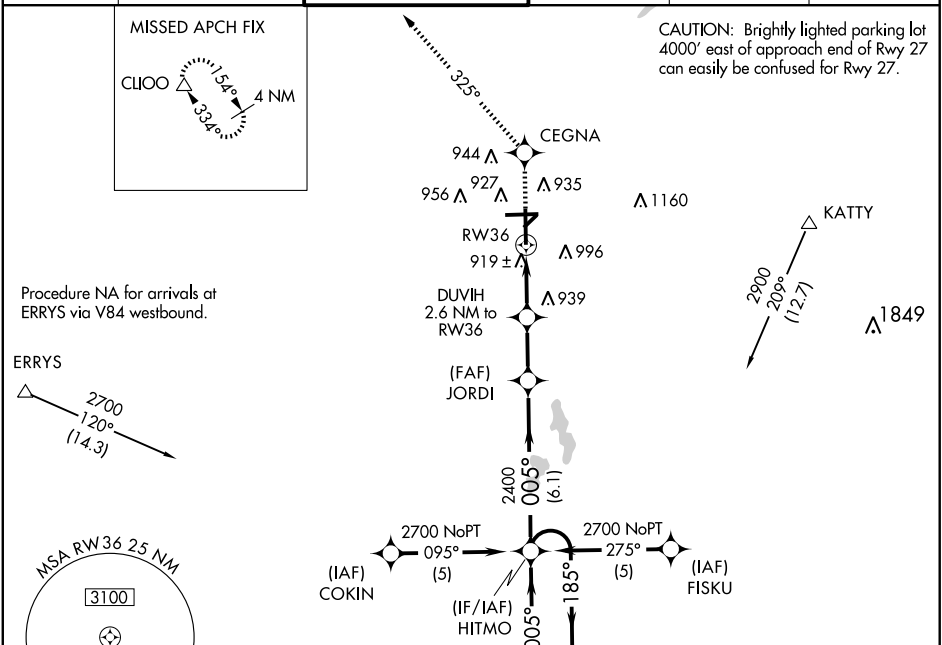 MISSED APCH FIX
CLIOO
154°
4 NM
334°
325°
CAUTION: Brightly lighted parking lot
4000' east of approach end of Rwy 27
can easily be confused for Rwy 27.
CEGNA
944
956
927
935
1160
KATTY
RW36
919 ±
996
2900
209°
(12.7)
Procedure NA for arrivals at
ERRYS via V84 westbound.
DUVIH
2.6 NM to
RW36
939
1849
ERRYS
2700
120°
(14.3)
(FAF)
JORDI
2400
005°
(6.1)
2700 NoPT
095°
(5)
2700 NoPT
275°
(5)
(IAF)
COKIN
(IAF)
FISKU
(IF/IAF)
HITMO
005°
185°
MSA RW36 25 NM
3100